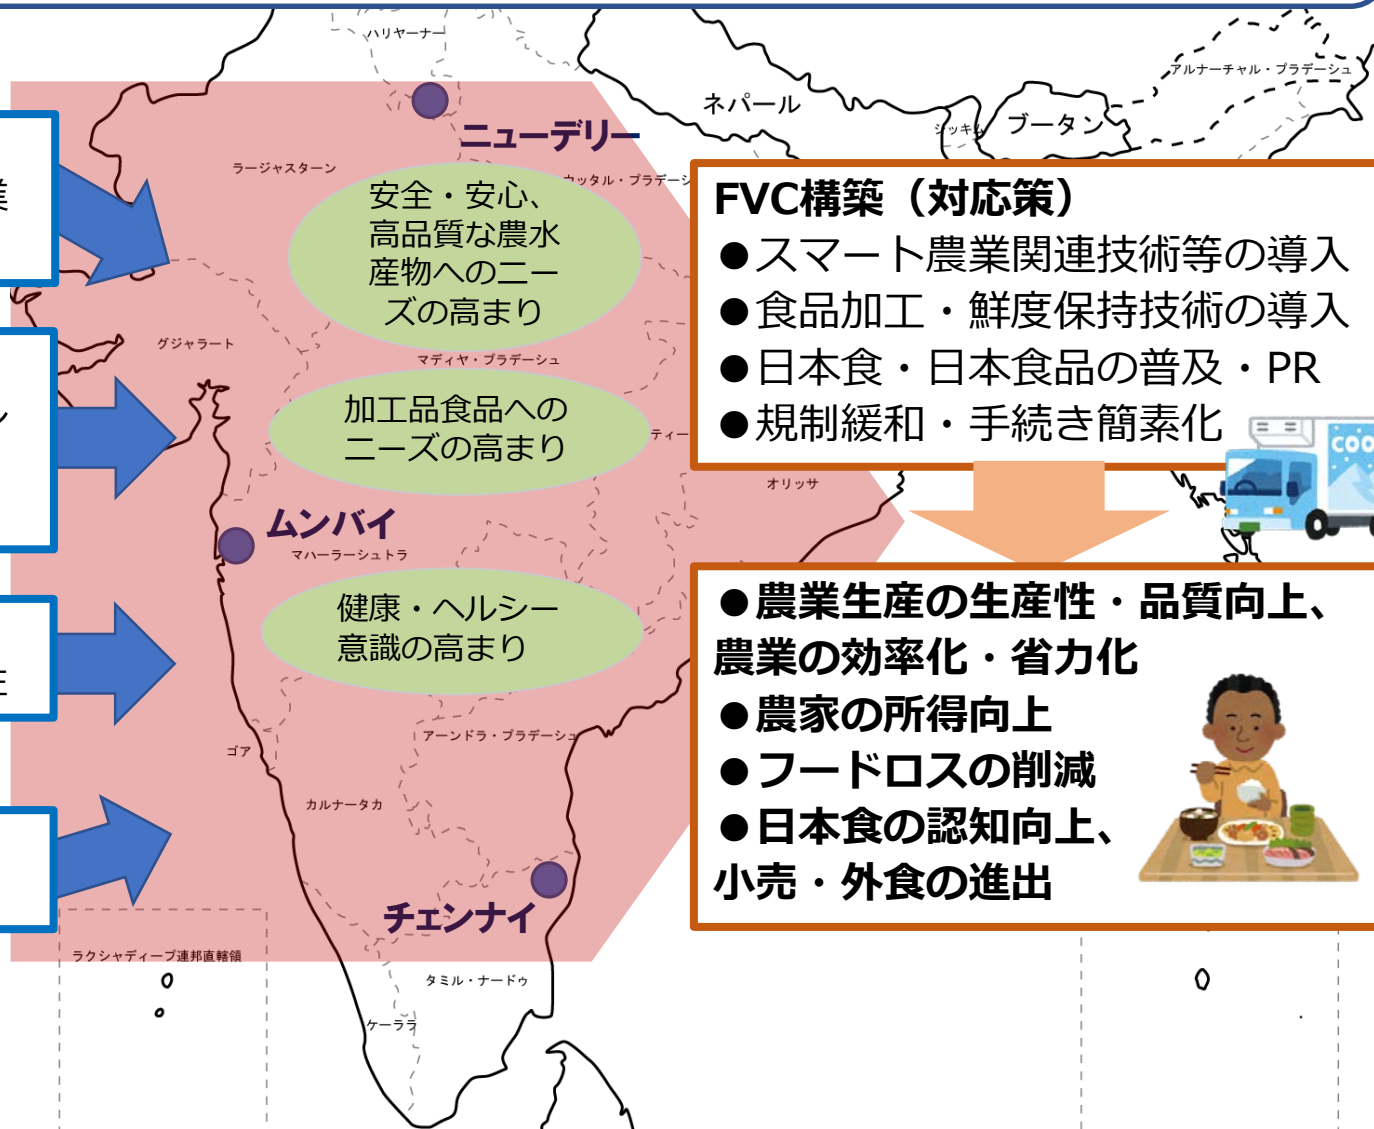 ハリヤーナー
アルナーチャル・プラデーシュ
ネパール
シッキム
ブータン
ニューデリー
ラージャスターン
ウッタル・プラデーシ
業
安全・安心、
高品質な農水
産物へのニー
ズの高まり
FVC構築（対応策）
●スマート農業関連技術等の導入
●食品加工・鮮度保持技術の導入
●日本食・日本食品の普及・PR
●規制緩和・手続き簡素化
グジャラート
マディヤ・プラデーシュ
加工品食品への
ニーズの高まり
ティー
オリッサ
COO
ムンバイ
マハーラーシュトラ
健康・ヘルシー
意識の高まり
●農業生産の生産性・品質向上、
農業の効率化・省力化
●農家の所得向上
●フードロスの削減
●日本食の認知向上、
小売・外食の進出
ゴア
アーンドラ・プラデーシュ
カルナータカ
チェンナイ
ラクシャディープ連邦直轄領
タミル・ナードゥ
ケーララ